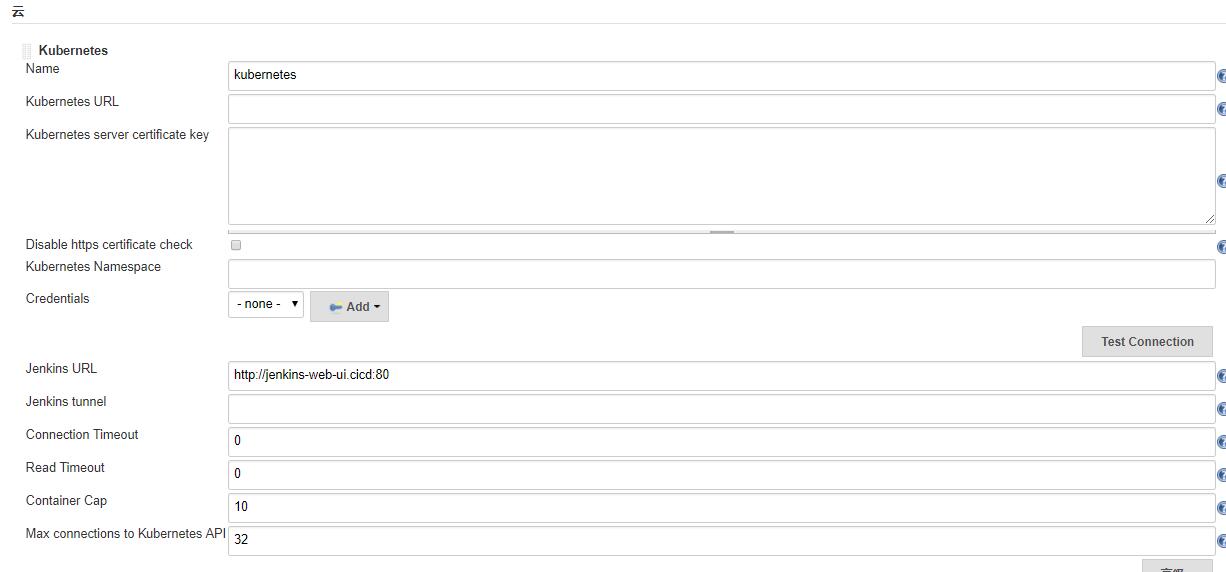 云
Kubernetes
Name
kubernetes
Kubernetes URL
Kubernetes server certificate key
Disable https certificate check
Kubernetes Namespace
Credentials
- none -
Add
Test Connection
Jenkins URL
http://jenkins-web-ui.cicd:80
Jenkins tunnel
Connection Timeout
0
Read Timeout
0
Container Cap
10
Max connections to Kubernetes API
32